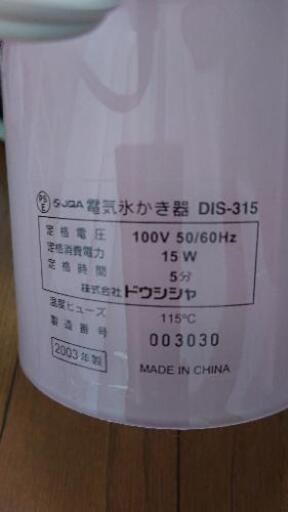 PS
E
S-JQA 電気氷かき器 DIS-315
定格電圧 100V 50/60Hz
定格消費電力 15W
定格時間 5分
株式会社ドウシシャ
温度ヒューズ 115℃
製造番号 003030
2003年製 MADE IN CHINA